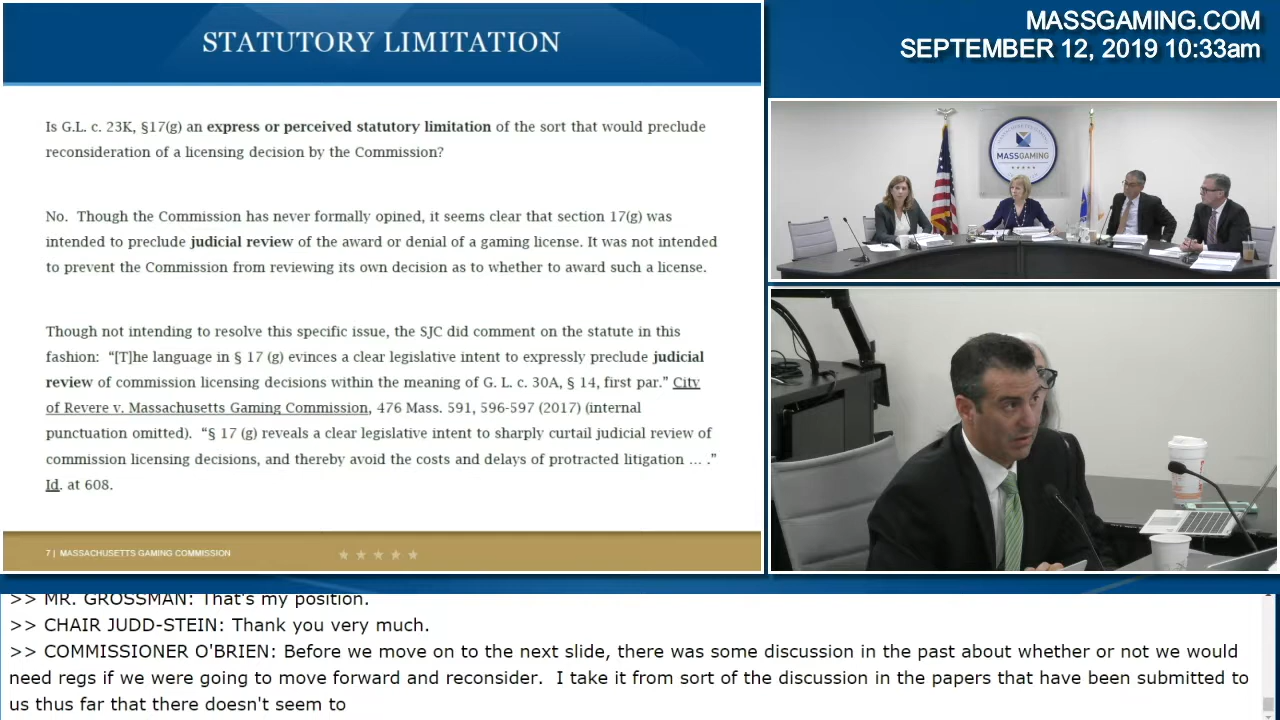 STATUTORY LIMITATION
Is G.L. c. 23K, §17(g) an express or perceived statutory limitation of the sort that would preclude
reconsideration of a licensing decision by the Commission?
No.  Though the Commission has never formally opined, it seems clear that section 17(g) was
intended to preclude judicial review of the award or denial of a gaming license. It was not intended
to prevent the Commission from reviewing its own decision as to whether to award such a license.
Though not intending to resolve this specific issue, the SJC did comment on the statute in this
fashion:  “[T]he language in § 17 (g) evinces a clear legislative intent to expressly preclude judicial
review of commission licensing decisions within the meaning of G. L. c. 30A, § 14, first par.” City
of Revere v. Massachusetts Gaming Commission, 476 Mass. 591, 596-597 (2017) (internal
punctuation omitted).  “§ 17 (g) reveals a clear legislative intent to sharply curtail judicial review of
commission licensing decisions, and thereby avoid the costs and delays of protracted litigation … .”
Id. at 608.
7 | MASSACHUSETTS GAMING COMMISSION
MASSGAMING.COM
SEPTEMBER 12, 2019 10:33am
MASSGAMING
>> MR. GROSSMAN: That's my position.
>> CHAIR JUDD-STEIN: Thank you very much.
>> COMMISSIONER O'BRIEN: Before we move on to the next slide, there was some discussion in the past about whether or not we would
need regs if we were going to move forward and reconsider.  I take it from sort of the discussion in the papers that have been submitted to
us thus far that there doesn't seem to